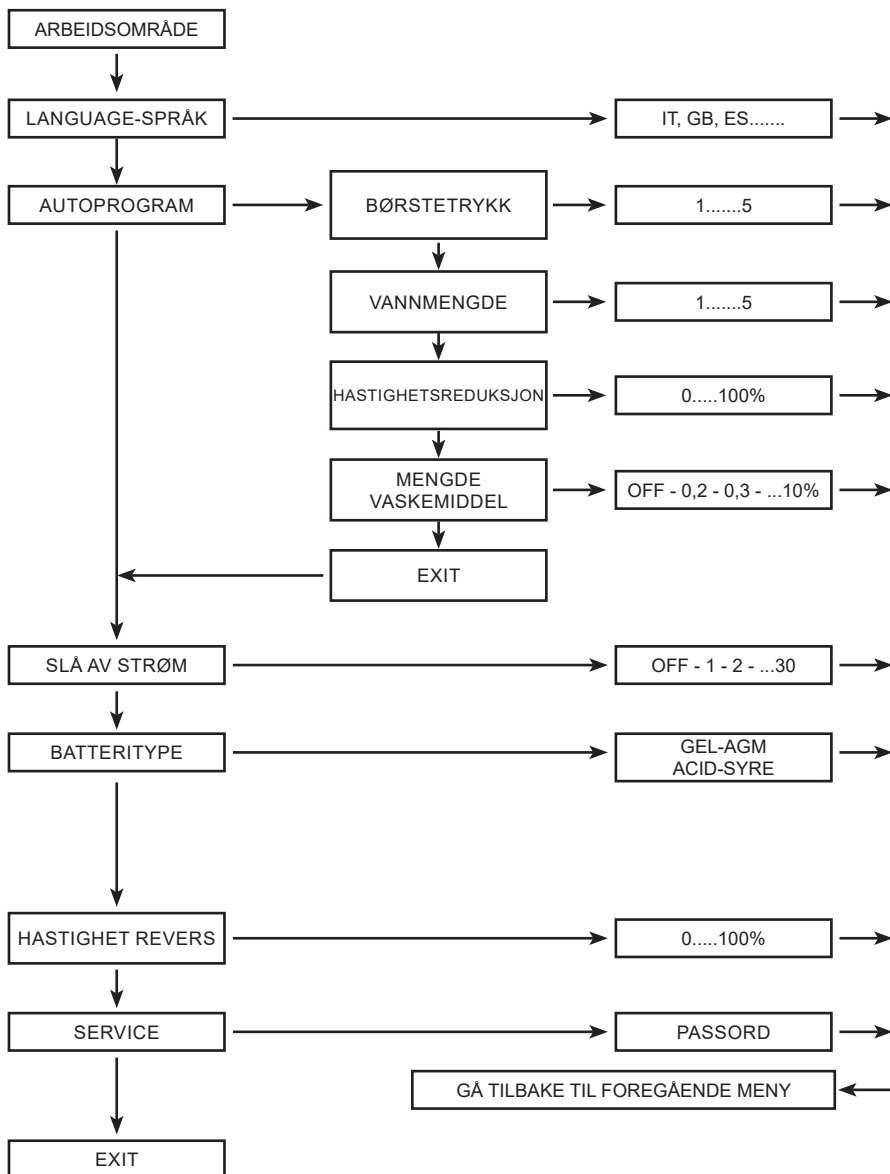 ARBEIDSOMRÅDE
LANGUAGE-SPRÅK
IT, GB, ES.......
AUTOPROGRAM
BØRSTETRYKK
1.......5
VANNMENGDE
1.......5
HASTIGHETSREDUKSJON
0.....100%
MENGDE
VASKEMIDDEL
OFF - 0,2 - 0,3 - ...10%
EXIT
SLÅ AV STRØM
OFF - 1 - 2 - ...30
BATTERITYPE
GEL-AGM
ACID-SYRE
HASTIGHET REVERS
0.....100%
SERVICE
PASSORD
GÅ TILBAKE TIL FOREGÅENDE MENY
EXIT